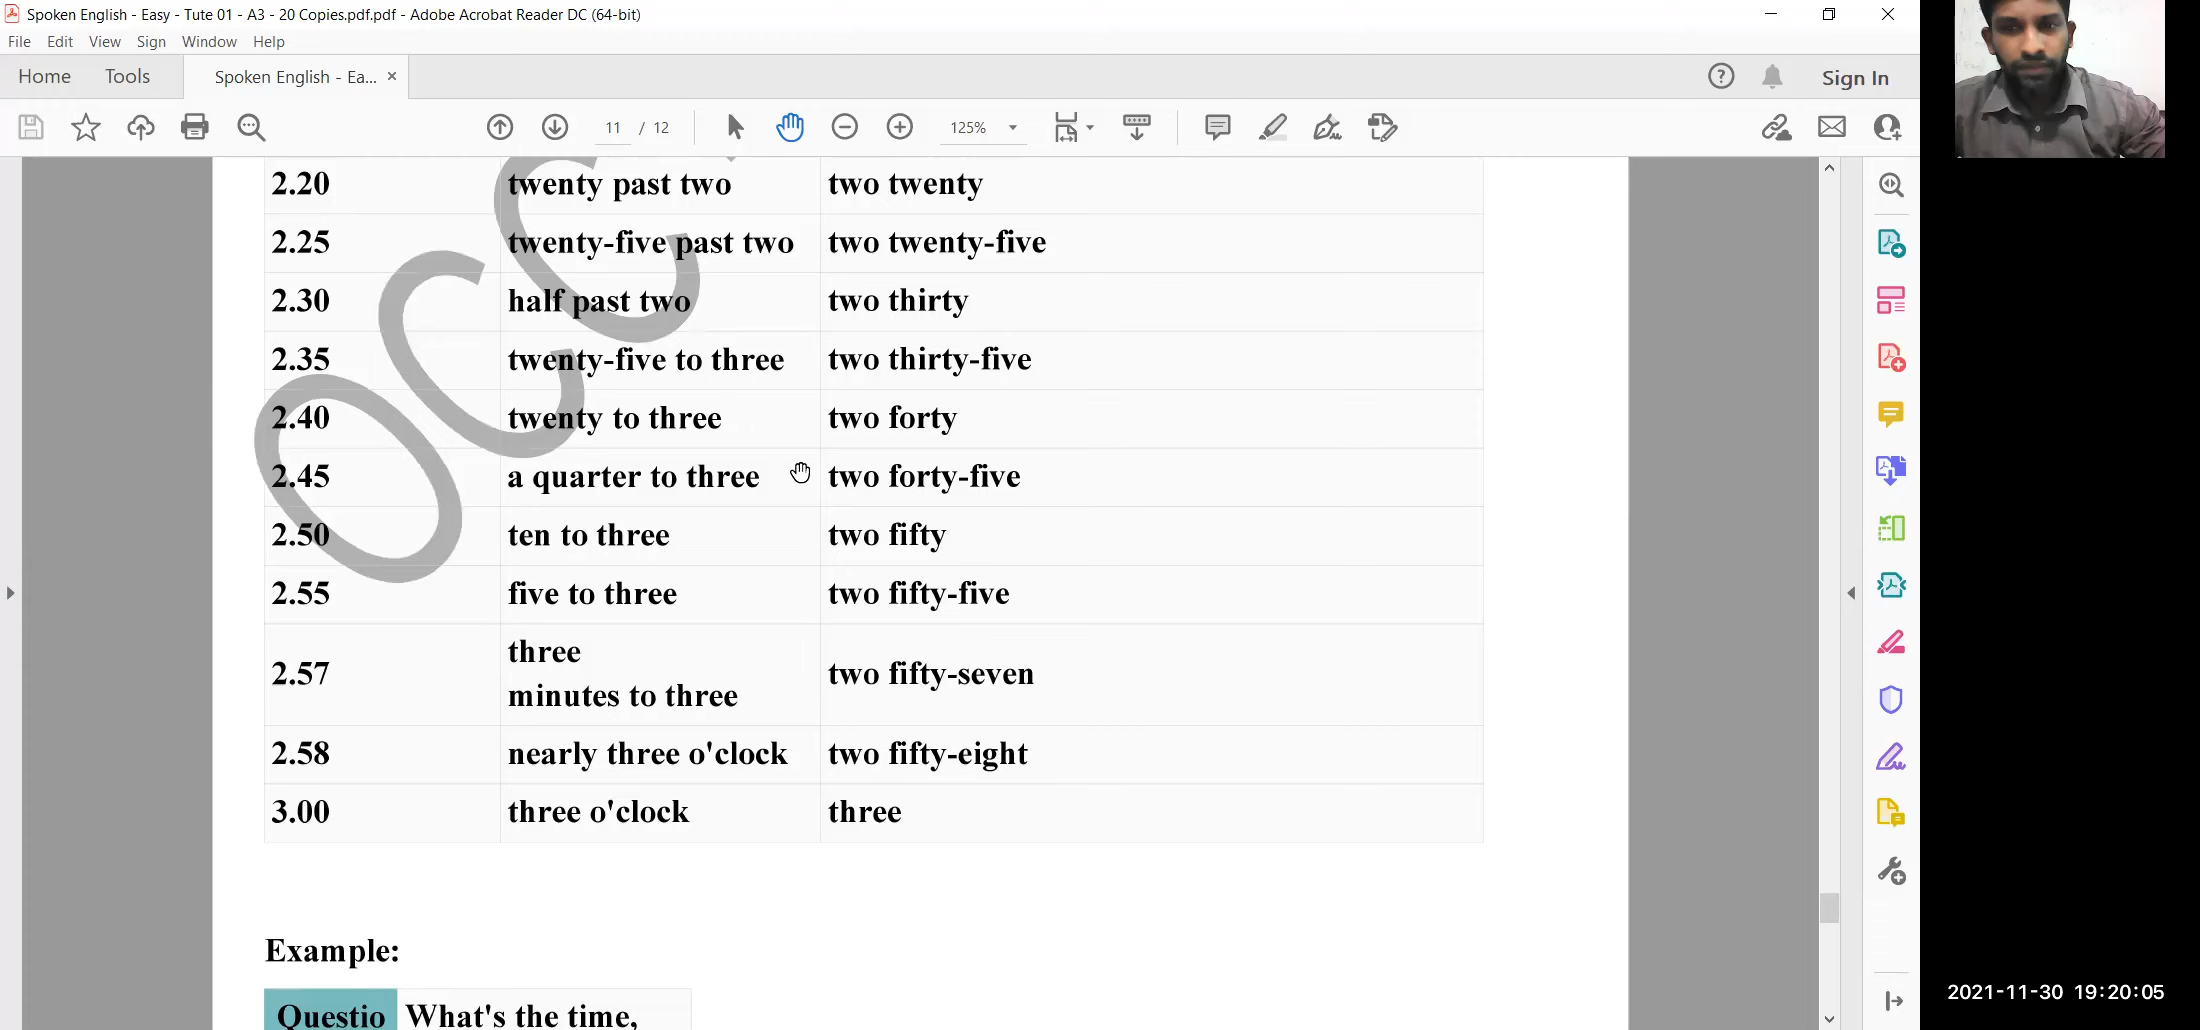 Spoken English - Easy - Tute 01 - A3 - 20 Copies.pdf.pdf - Adobe Acrobat Reader DC (64-bit)
File Edit View Sign Window Help
Home Tools Spoken English - Ea... × Sign In
11 / 12 125%
2.20 twenty past two two twenty
2.25 twenty-five past two two twenty-five
2.30 half past two two thirty
2.35 twenty-five to three two thirty-five
2.40 twenty to three two forty
2.45 a quarter to three two forty-five
2.50 ten to three two fifty
2.55 five to three two fifty-five
three
2.57 minutes to three two fifty-seven
2.58 nearly three o'clock two fifty-eight
3.00 three o'clock three
Example:
Questio What's the time,
OCC
2021-11-30 19:20:05